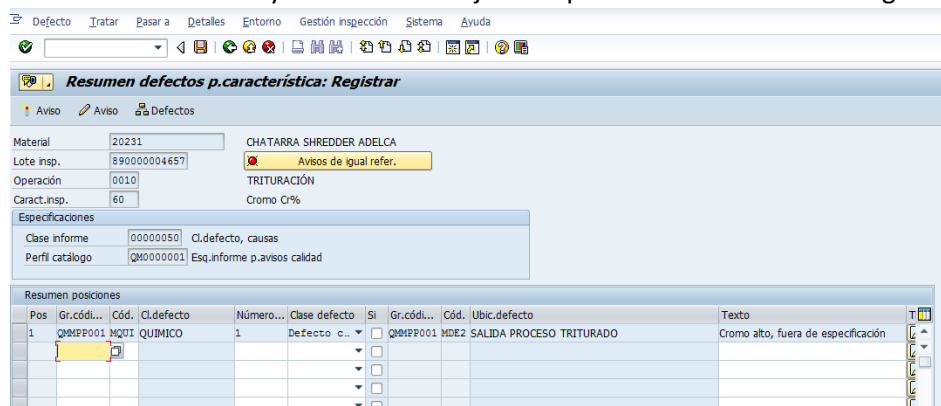 Defecto Tratar Pasar a Detalles Entorno Gestión inspección Sistema Ayuda
Resumen defectos p.característica: Registrar
Aviso Aviso Defectos
Material 20231 CHATARRA SHREDDER ADELCA
Lote insp. 890000004657 Avisos de igual refer.
Operación 0010 TRITURACIÓN
Caract.insp. 60 Cromo Cr%
Especificaciones
Clase informe 00000050 Cl.defecto, causas
Perfil catálogo QM0000001 Esq.informe p.avisos calidad
Resumen posiciones
Pos Gr.códi... Cód. Cl.defecto Número... Clase defecto Si Gr.códi... Cód. Ubic.defecto Texto T
1 QMMPP001 MQUI QUIMICO 1 Defecto c... QMMPP001 MDE2 SALIDA PROCESO TRITURADO Cromo alto, fuera de especificación